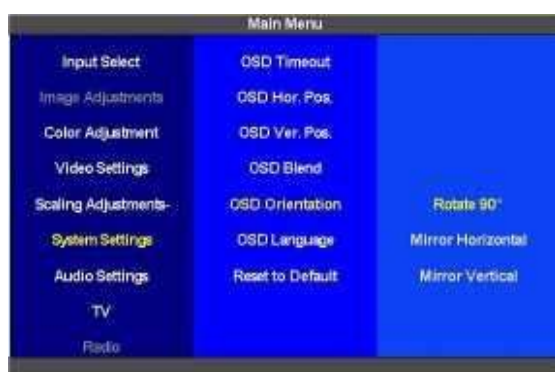 Main Menu
Input Select
Image Adjustments
Color Adjustment
Video Settings
Scaling Adjustments-
System Settings
Audio Settings
TV
Radio
OSD Timeout
OSD Hor. Pos.
OSD Ver. Pos.
OSD Blend
OSD Orientation
OSD Language
Reset to Default
Rotate 90°
Mirror Horizontal
Mirror Vertical